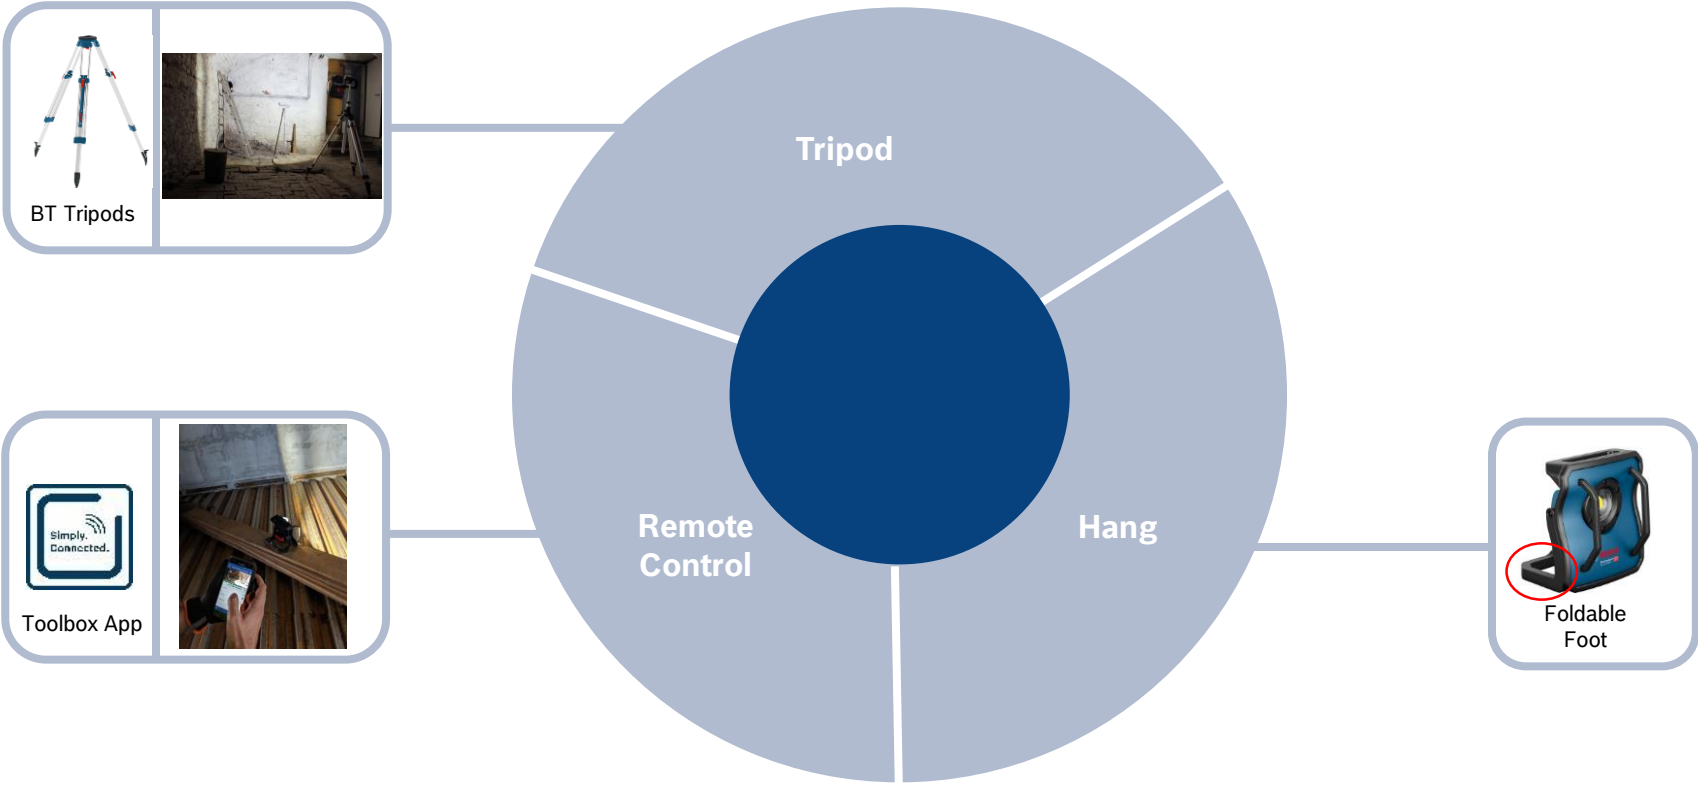 Tripod
BT Tripods
Simply.
Connected.
Toolbox App
Remote
Control
Hang
Foldable
Foot